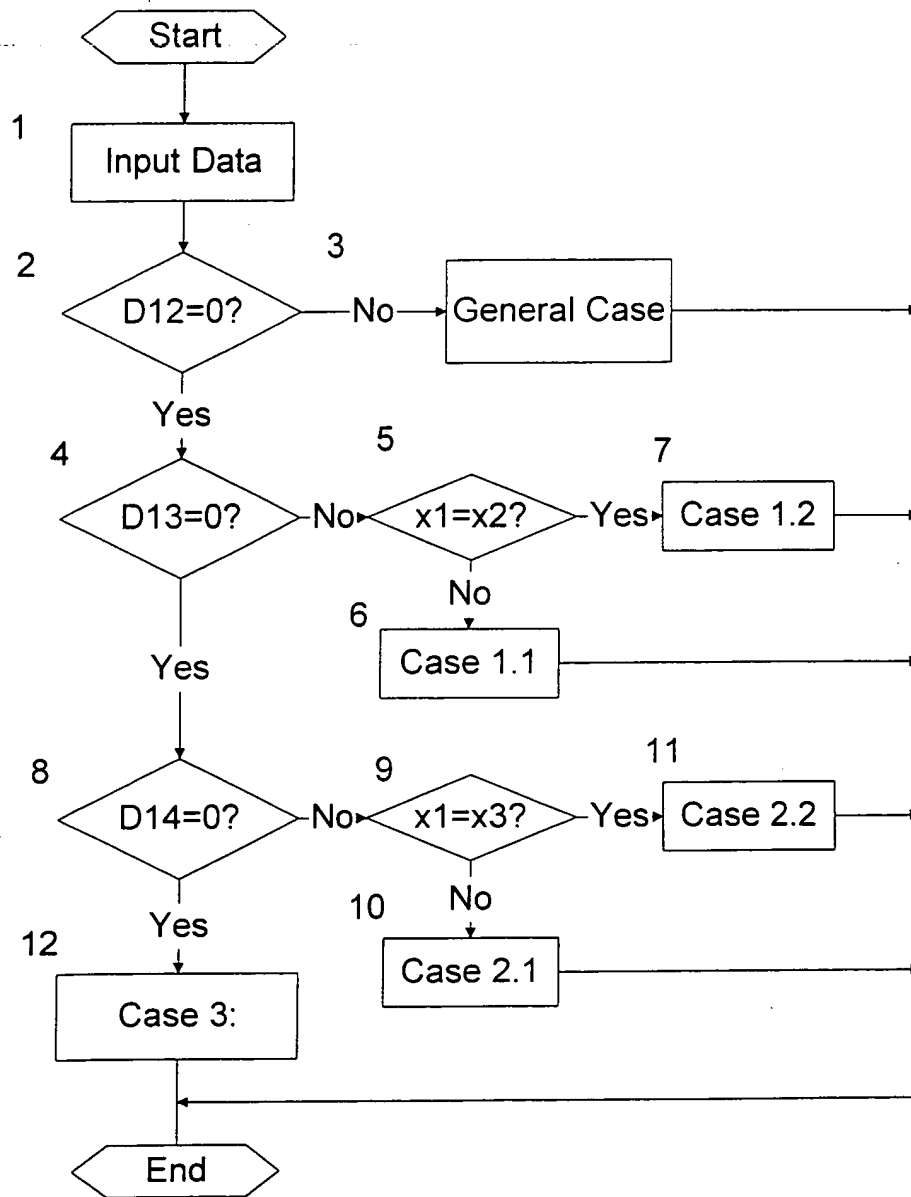 Start
1
Input Data
2
D12=0?
No
3
General Case
Yes
4
D13=0?
No
5
x1=x2?
Yes
7
Case 1.2
No
6
Case 1.1
Yes
8
D14=0?
No
9
x1=x3?
Yes
11
Case 2.2
No
10
Case 2.1
Yes
12
Case 3:
End